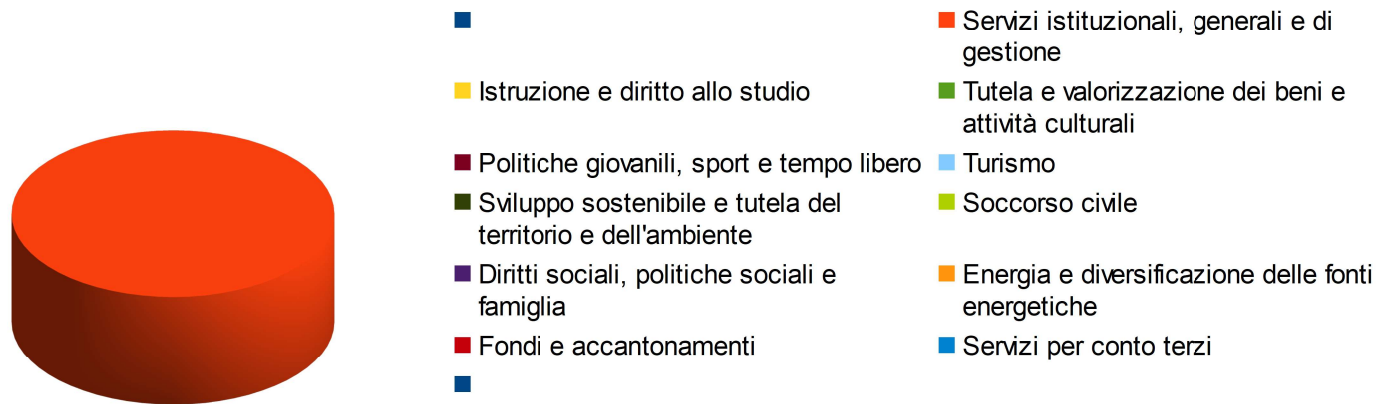 Servizi istituzionali, generali e di
gestione
Istruzione e diritto allo studio
Tutela e valorizzazione dei beni e
attività culturali
Politiche giovanili, sport e tempo libero
Turismo
Sviluppo sostenibile e tutela del
territorio e dell'ambiente
Soccorso civile
Diritti sociali, politiche sociali e
famiglia
Energia e diversificazione delle fonti
energetiche
Fondi e accantonamenti
Servizi per conto terzi